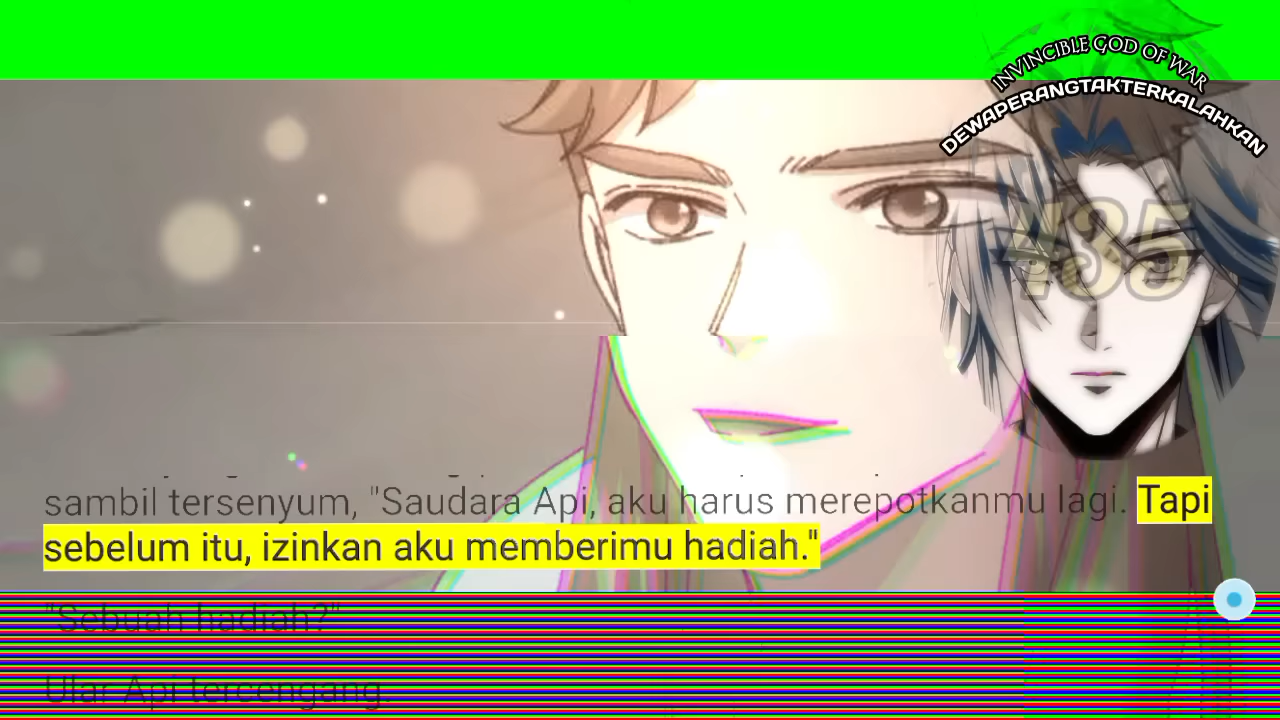 INVINCIBLE GOD OF WAR
DEWAPERANGTAKTERKALAHKAN
435
sambil tersenyum, "Saudara Api, aku harus merepotkanmu lagi. Tapi
sebelum itu, izinkan aku memberimu hadiah."
"Sebuah hadiah?"
Ular Api tercengang.